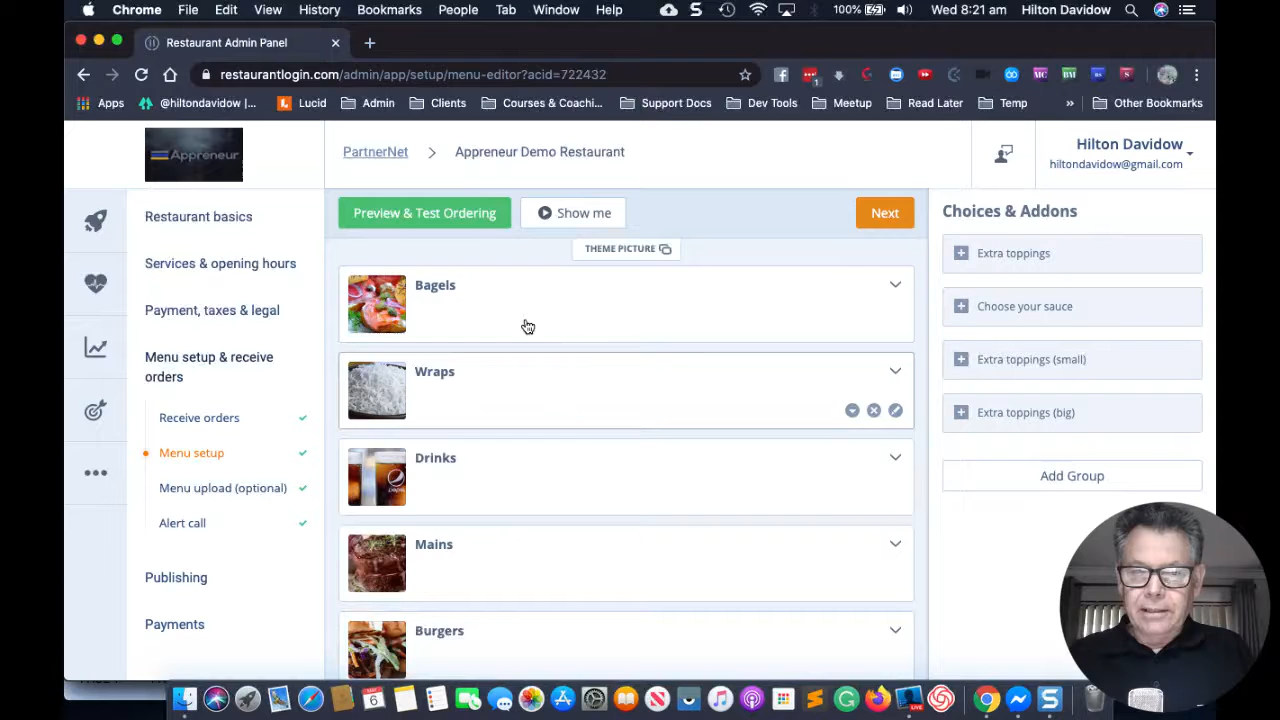 Chrome File Edit View History Bookmarks People Tab Window Help 100% Wed 8:21 am Hilton Davidow
Restaurant Admin Panel
restaurantlogin.com/admin/app/setup/menu-editor?acid=722432
Apps @hiltondavidow |... Lucid Admin Clients Courses & Coachi... Support Docs Dev Tools Meetup Read Later Temp » Other Bookmarks
Appreneur
PartnerNet > Appreneur Demo Restaurant
Hilton Davidow
hiltondavidow@gmail.com
Restaurant basics
Services & opening hours
Payment, taxes & legal
Menu setup & receive
orders
Receive orders
Menu setup
Menu upload (optional)
Alert call
Publishing
Payments
Preview & Test Ordering Show me Next
THEME PICTURE
Bagels
Wraps
Drinks
Mains
Burgers
Choices & Addons
Extra toppings
Choose your sauce
Extra toppings (small)
Extra toppings (big)
Add Group